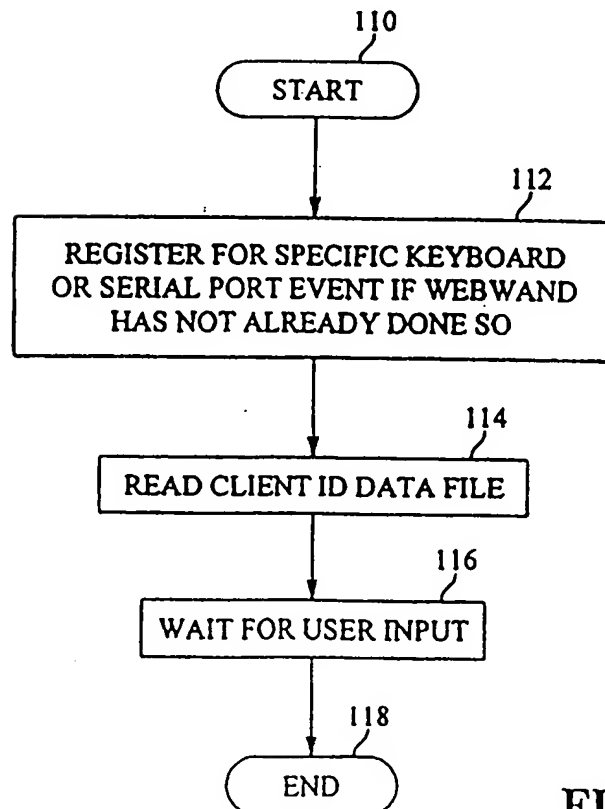 110
START
112
REGISTER FOR SPECIFIC KEYBOARD
OR SERIAL PORT EVENT IF WEBWAND
HAS NOT ALREADY DONE SO
114
READ CLIENT ID DATA FILE
116
WAIT FOR USER INPUT
118
END